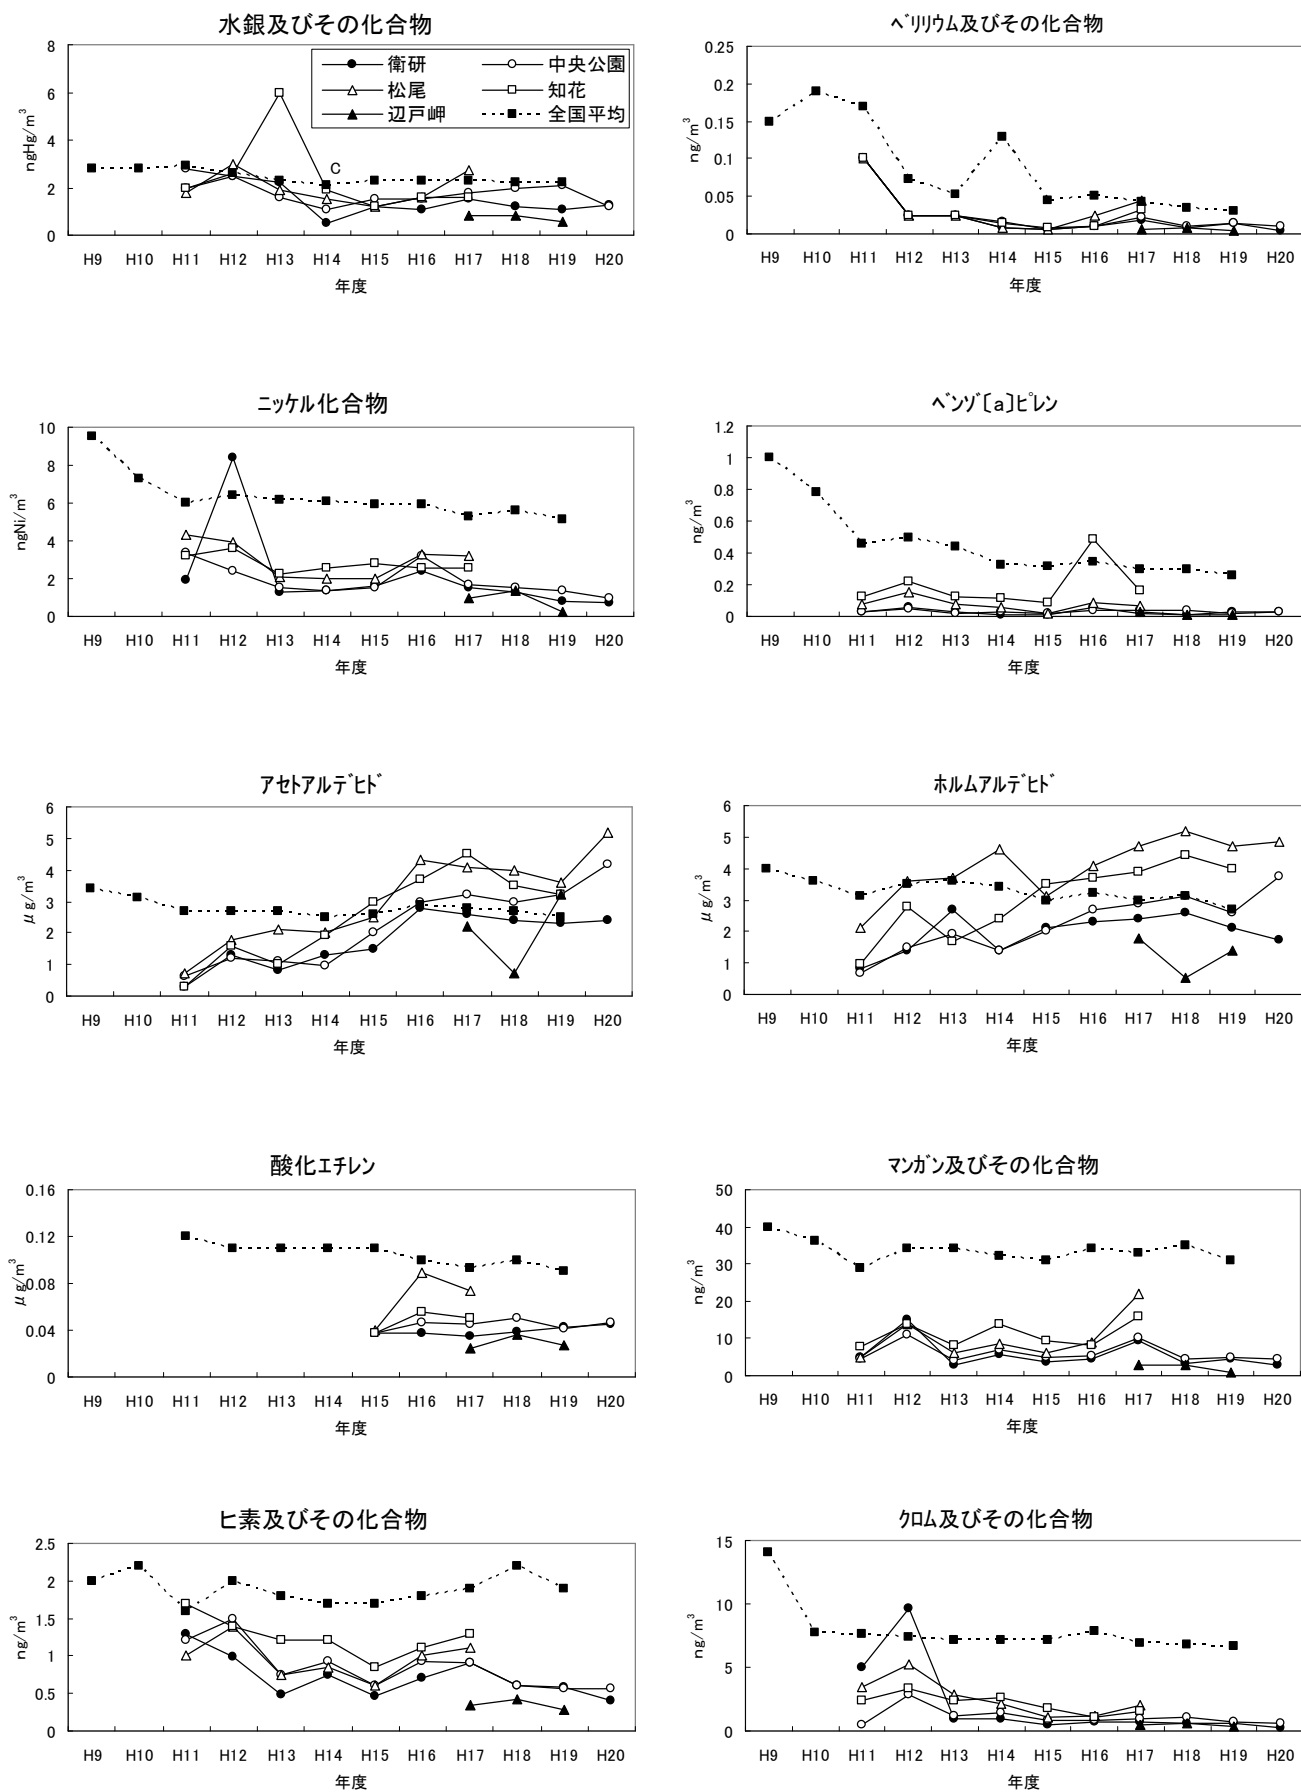 水銀及びその化合物
8
6
4
2
0
ngHg/m³
衛研 中央公園
松尾 知花
辺戸岬 全国平均
C
H9 H10 H11 H12 H13 H14 H15 H16 H17 H18 H19 H20
年度
ﾍﾞﾘﾘｳﾑ及びその化合物
0.25
0.2
0.15
0.1
0.05
0
ng/m³
H9 H10 H11 H12 H13 H14 H15 H16 H17 H18 H19 H20
年度
ニッケル化合物
10
8
6
4
2
0
ngNi/m³
H9 H10 H11 H12 H13 H14 H15 H16 H17 H18 H19 H20
年度
ﾍﾞﾝｿﾞ〔a〕ﾋﾟﾚﾝ
1.2
1
0.8
0.6
0.4
0.2
0
ng/m³
H9 H10 H11 H12 H13 H14 H15 H16 H17 H18 H19 H20
年度
ｱｾﾄｱﾙﾃﾞﾋﾄﾞ
6
5
4
3
2
1
0
μg/m³
H9 H10 H11 H12 H13 H14 H15 H16 H17 H18 H19 H20
年度
ﾎﾙﾑｱﾙﾃﾞﾋﾄﾞ
6
5
4
3
2
1
0
μg/m³
H9 H10 H11 H12 H13 H14 H15 H16 H17 H18 H19 H20
年度
酸化ｴﾁﾚﾝ
0.16
0.12
0.08
0.04
0
μg/m³
H9 H10 H11 H12 H13 H14 H15 H16 H17 H18 H19 H20
年度
ﾏﾝｶﾞﾝ及びその化合物
50
40
30
20
10
0
ng/m³
H9 H10 H11 H12 H13 H14 H15 H16 H17 H18 H19 H20
年度
ヒ素及びその化合物
2.5
2
1.5
1
0.5
0
ng/m³
H9 H10 H11 H12 H13 H14 H15 H16 H17 H18 H19 H20
年度
ｸﾛﾑ及びその化合物
15
10
5
0
ng/m³
H9 H10 H11 H12 H13 H14 H15 H16 H17 H18 H19 H20
年度